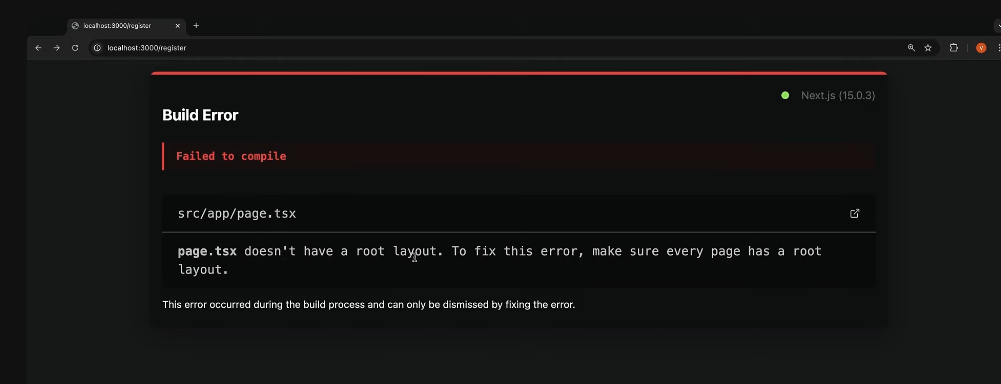 localhost:3000/register
localhost:3000/register
V
Next.js (15.0.3)
Build Error
Failed to compile
src/app/page.tsx
page.tsx doesn't have a root layout. To fix this error, make sure every page has a root
layout.
This error occurred during the build process and can only be dismissed by fixing the error.